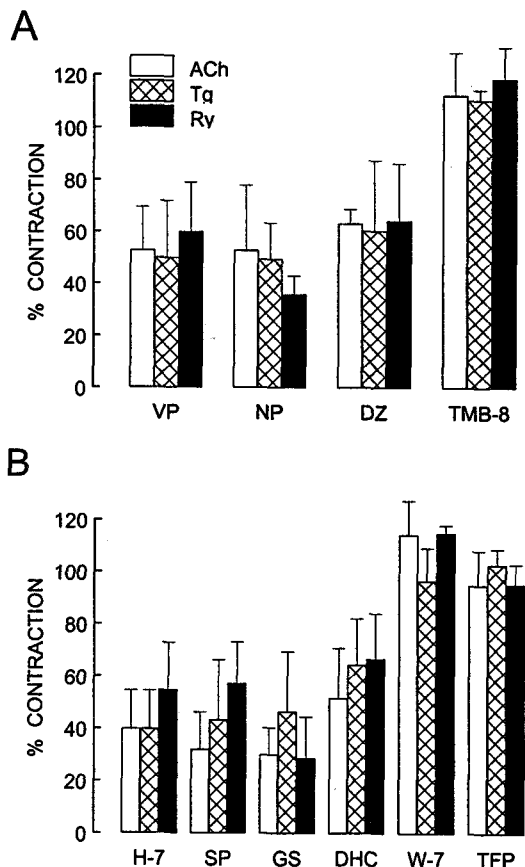 A
120
100
80
60
40
20
0
% CONTRACTION
ACh
Tg
Ry
VP NP DZ TMB-8
B
120
100
80
60
40
20
0
% CONTRACTION
H-7 SP GS DHC W-7 TFP